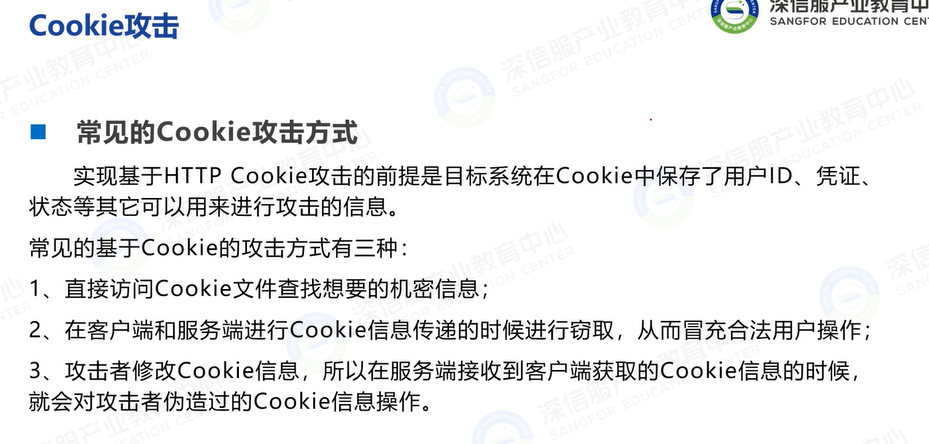 Cookie攻击
深信服产业教育中
SANGFOR EDUCATION CENT
■ 常见的Cookie攻击方式
实现基于HTTP Cookie攻击的前提是目标系统在Cookie中保存了用户ID、凭证、
状态等其它可以用来进行攻击的信息。
常见的基于Cookie的攻击方式有三种：
1、直接访问Cookie文件查找想要的机密信息；
2、在客户端和服务端进行Cookie信息传递的时候进行窃取，从而冒充合法用户操作；
3、攻击者修改Cookie信息，所以在服务端接收到客户端获取的Cookie信息的时候，
就会对攻击者伪造过的Cookie信息操作。